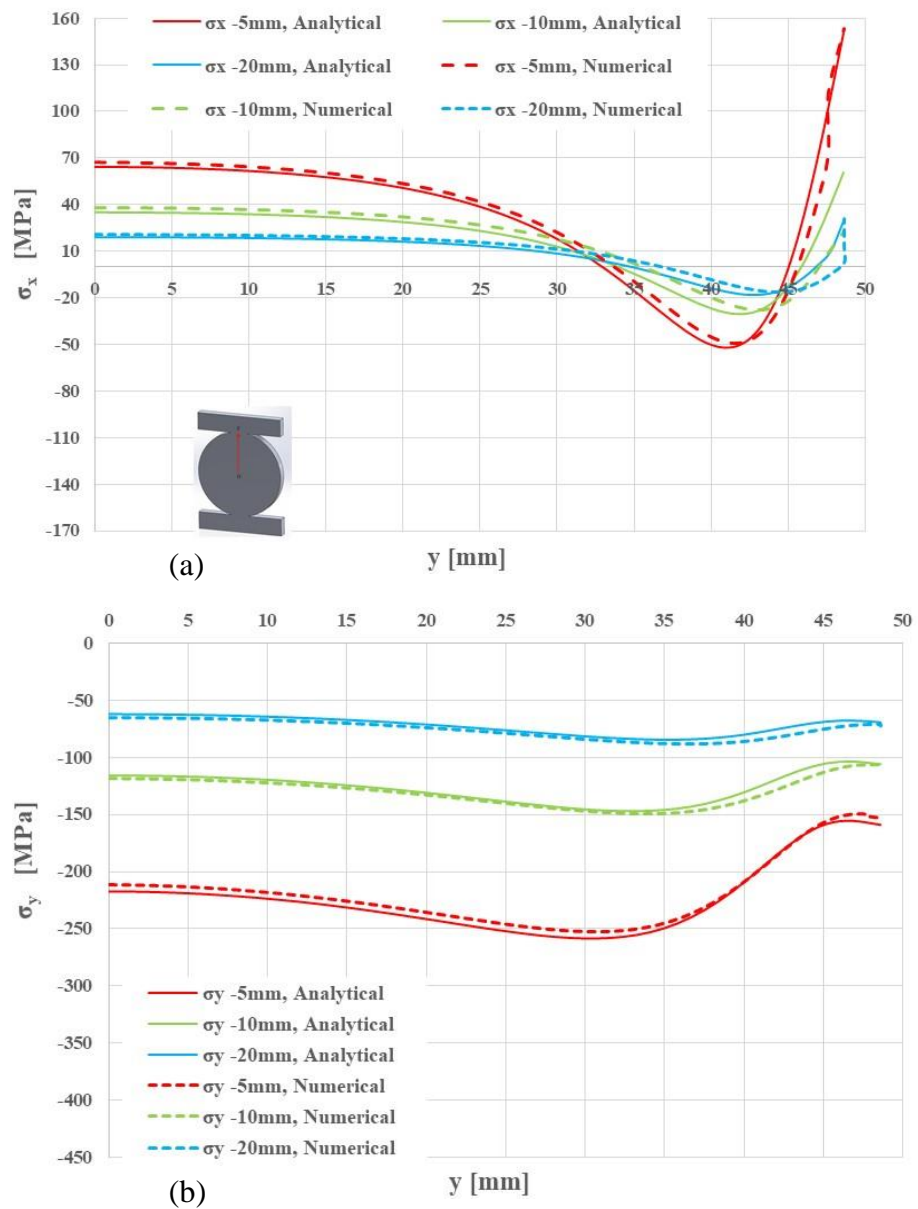 160
130
100
70
40
10
-20
-50
-80
-110
-140
-170
σx [MPa]
σx -5mm, Analytical
σx -10mm, Analytical
σx -20mm, Analytical
σx -5mm, Numerical
σx -10mm, Numerical
σx -20mm, Numerical
0 5 10 15 20 25 30 35 40 45 50
y [mm]
(a)
0 5 10 15 20 25 30 35 40 45 50
0
-50
-100
-150
-200
-250
-300
-350
-400
-450
σy [MPa]
σy -5mm, Analytical
σy -10mm, Analytical
σy -20mm, Analytical
σy -5mm, Numerical
σy -10mm, Numerical
σy -20mm, Numerical
y [mm]
(b)